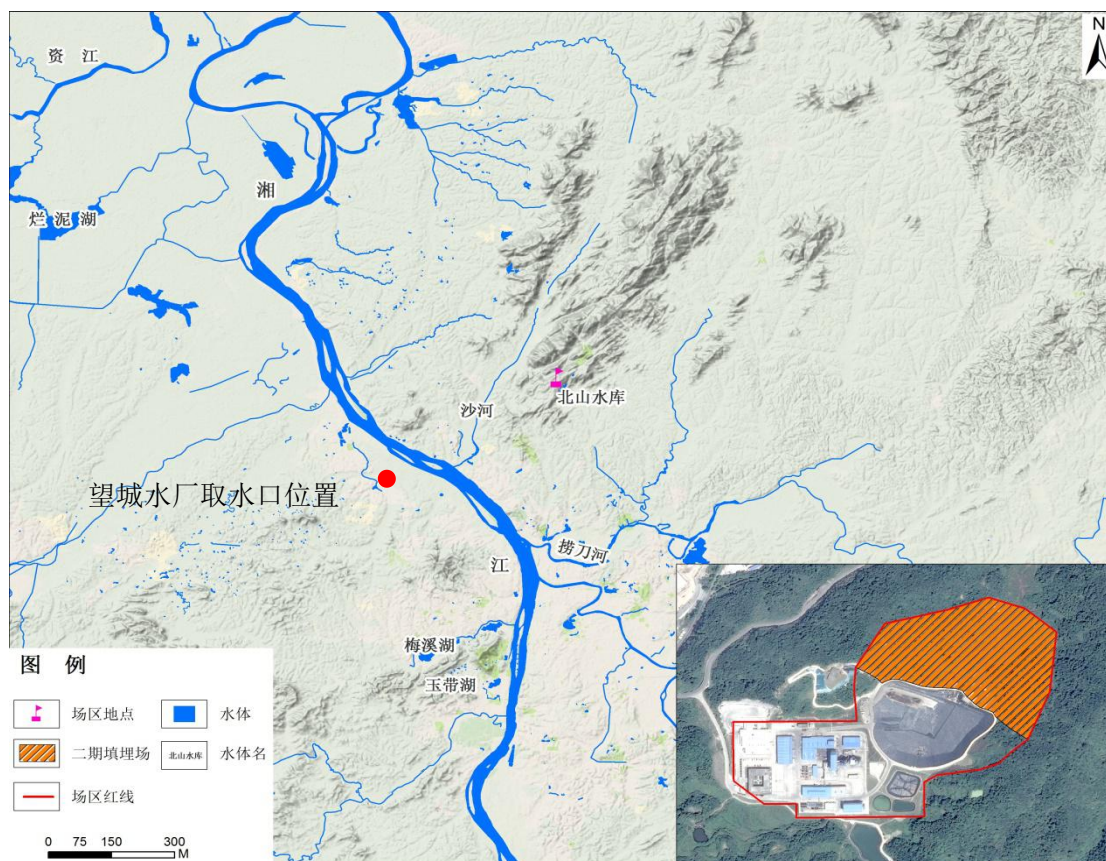 N
资江
湘
烂泥湖
北山水库
沙河
望城水厂取水口位置
捞刀河
江
梅溪湖
玉带湖
图 例
场区地点
水体
二期填埋场
北山水库
水体名
场区红线
0 75 150 300
M